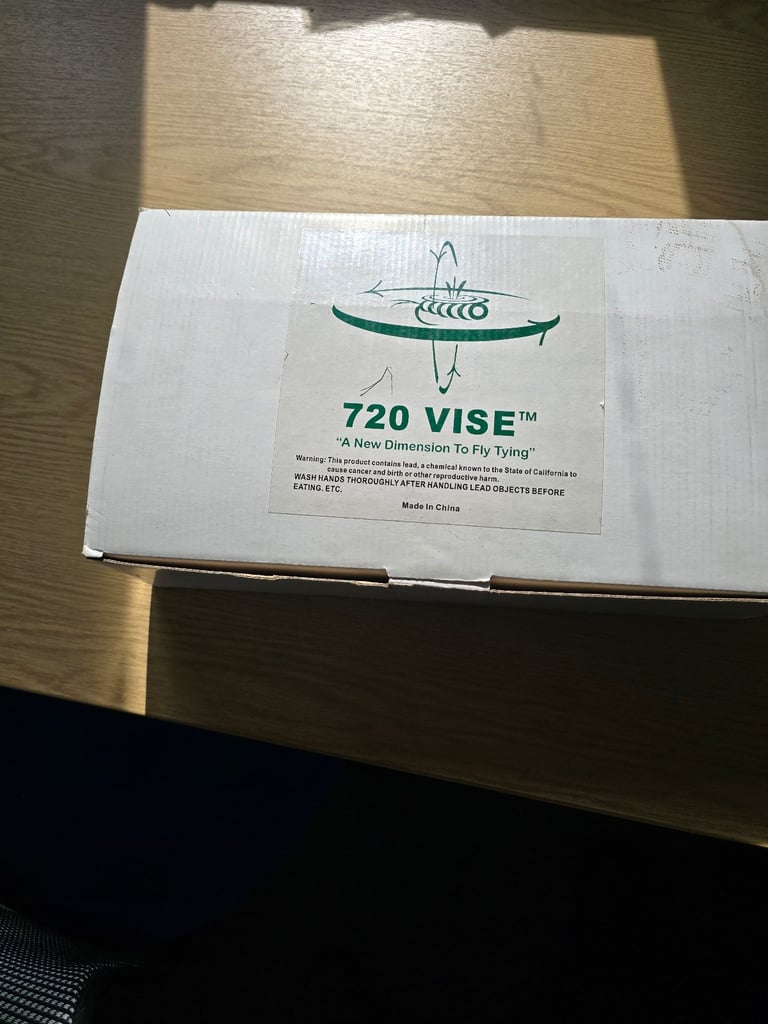 720 VISE™
“A New Dimension To Fly Tying”
Warning: This product contains lead, a chemical known to the State of California to
cause cancer and birth or other reproductive harm.
WASH HANDS THOROUGHLY AFTER HANDLING LEAD OBJECTS BEFORE
EATING. ETC.
Made In China